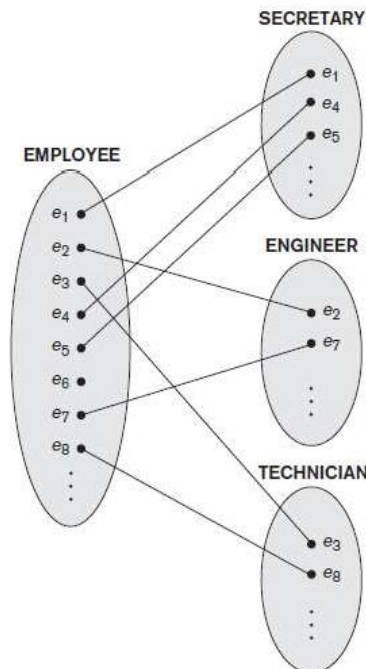 SECRETARY
e1
e4
e5
EMPLOYEE
e1
e2
e3
e4
e5
e6
e7
e8
ENGINEER
e2
e7
TECHNICIAN
e3
e8